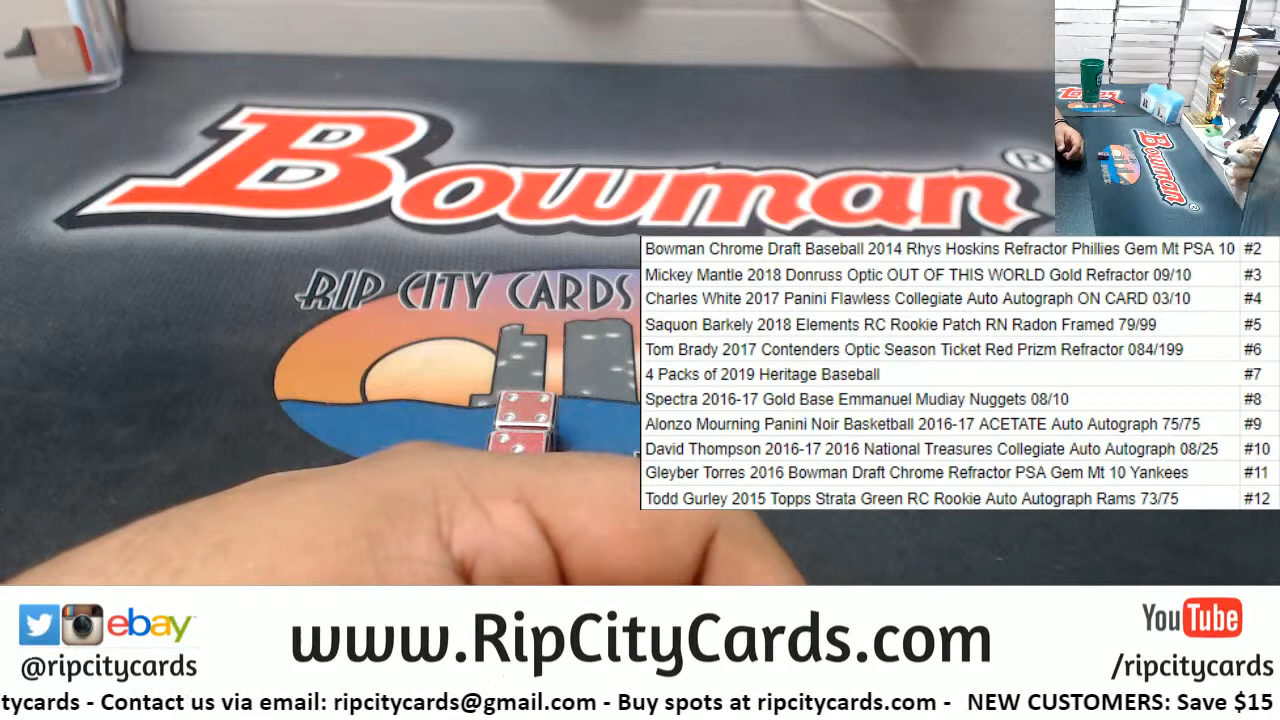 Bowman®
RIP CITY CARDS
Bowman®
Bowman Chrome Draft Baseball 2014 Rhys Hoskins Refractor Phillies Gem Mt PSA 10 #2
Mickey Mantle 2018 Donruss Optic OUT OF THIS WORLD Gold Refractor 09/10 #3
Charles White 2017 Panini Flawless Collegiate Auto Autograph ON CARD 03/10 #4
Saquon Barkely 2018 Elements RC Rookie Patch RN Radon Framed 79/99 #5
Tom Brady 2017 Contenders Optic Season Ticket Red Prizm Refractor 084/199 #6
4 Packs of 2019 Heritage Baseball #7
Spectra 2016-17 Gold Base Emmanuel Mudiay Nuggets 08/10 #8
Alonzo Mourning Panini Noir Basketball 2016-17 ACETATE Auto Autograph 75/75 #9
David Thompson 2016-17 2016 National Treasures Collegiate Auto Autograph 08/25 #10
Gleyber Torres 2016 Bowman Draft Chrome Refractor PSA Gem Mt 10 Yankees #11
Todd Gurley 2015 Topps Strata Green RC Rookie Auto Autograph Rams 73/75 #12
ebay
@ripcitycards
www.RipCityCards.com
YouTube
/ripcitycards
itycards - Contact us via email: ripcitycards@gmail.com - Buy spots at ripcitycards.com - NEW CUSTOMERS: Save $15